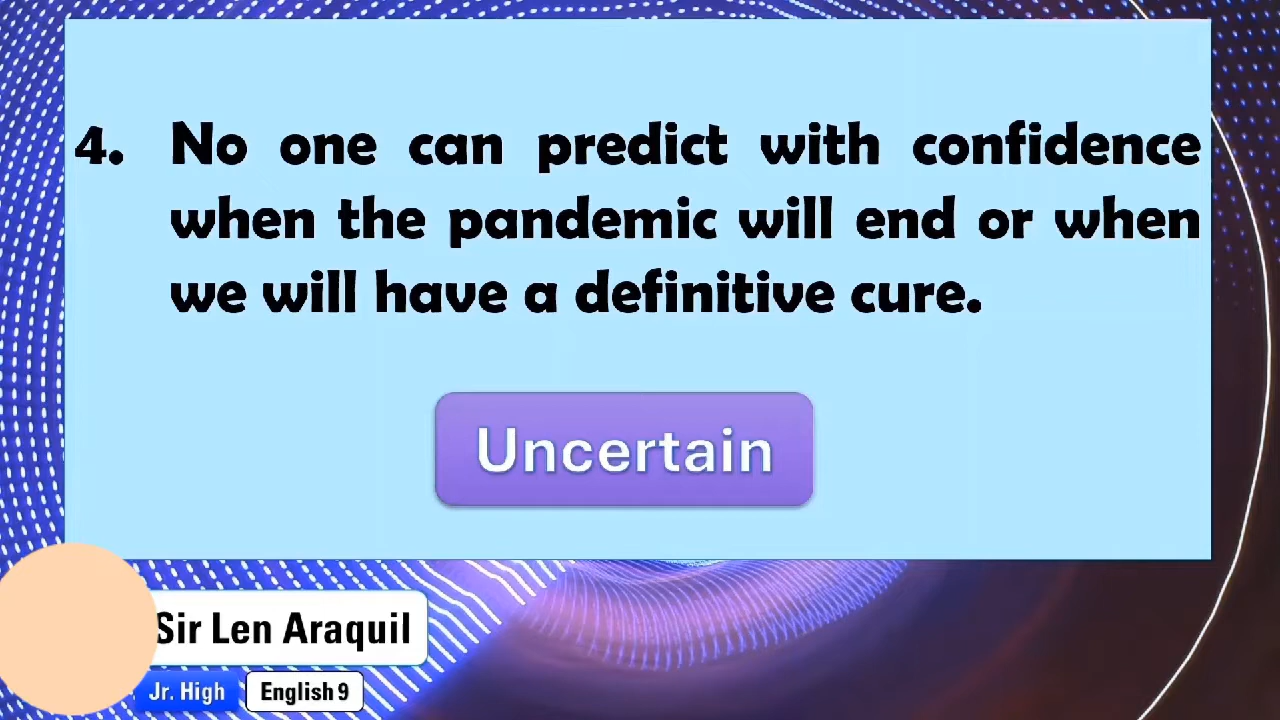 4. No one can predict with confidence
when the pandemic will end or when
we will have a definitive cure.
Uncertain
Sir Len Araquil
Jr. High English 9